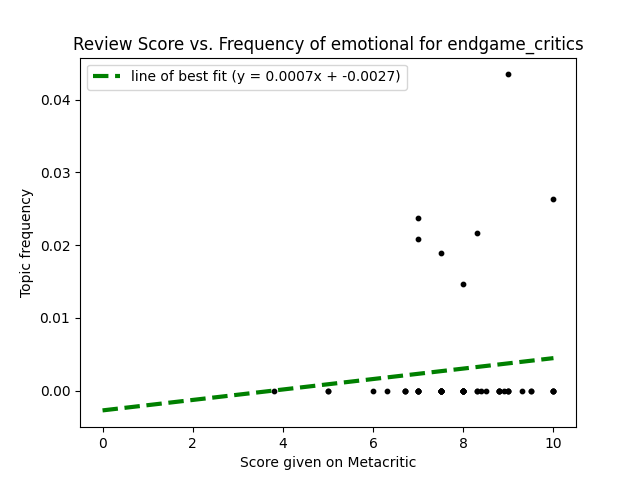 Review Score vs. Frequency of emotional for endgame_critics
line of best fit (y = 0.0007x + -0.0027)
0.04
0.03
0.02
0.01
0.00
Topic frequency
0 2 4 6 8 10
Score given on Metacritic